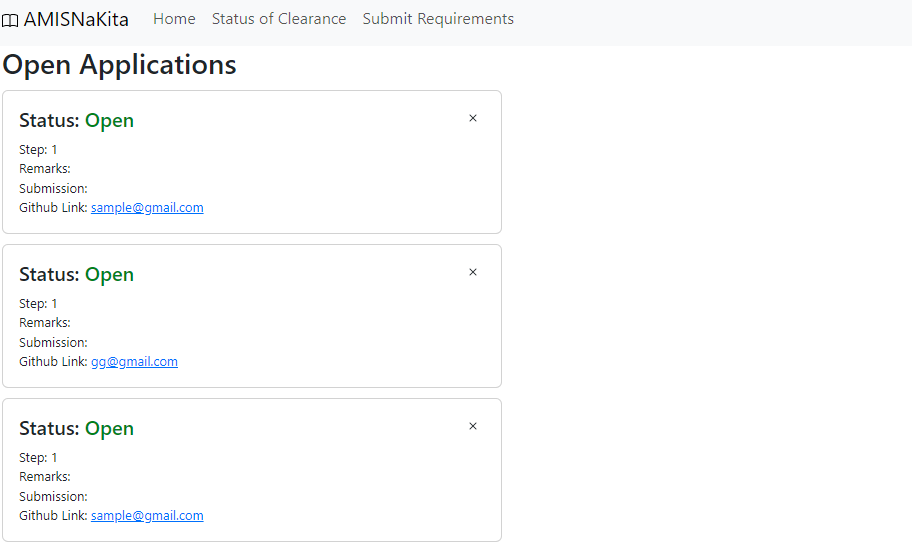 AMISNaKita Home Status of Clearance Submit Requirements
Open Applications
Status: Open
Step: 1
Remarks:
Submission:
Github Link: sample@gmail.com
Status: Open
Step: 1
Remarks:
Submission:
Github Link: gg@gmail.com
Status: Open
Step: 1
Remarks:
Submission:
Github Link: sample@gmail.com